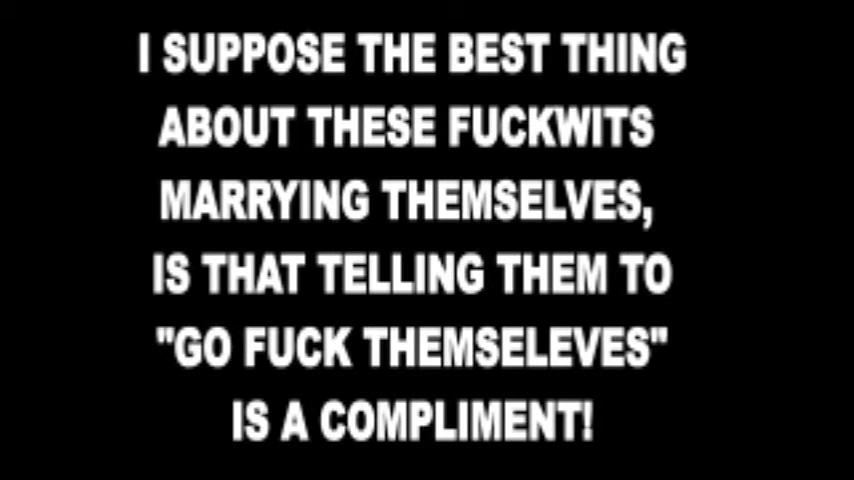 I SUPPOSE THE BEST THING
ABOUT THESE FUCKWITS
MARRYING THEMSELVES,
IS THAT TELLING THEM TO
"GO FUCK THEMSELEVES"
IS A COMPLIMENT!